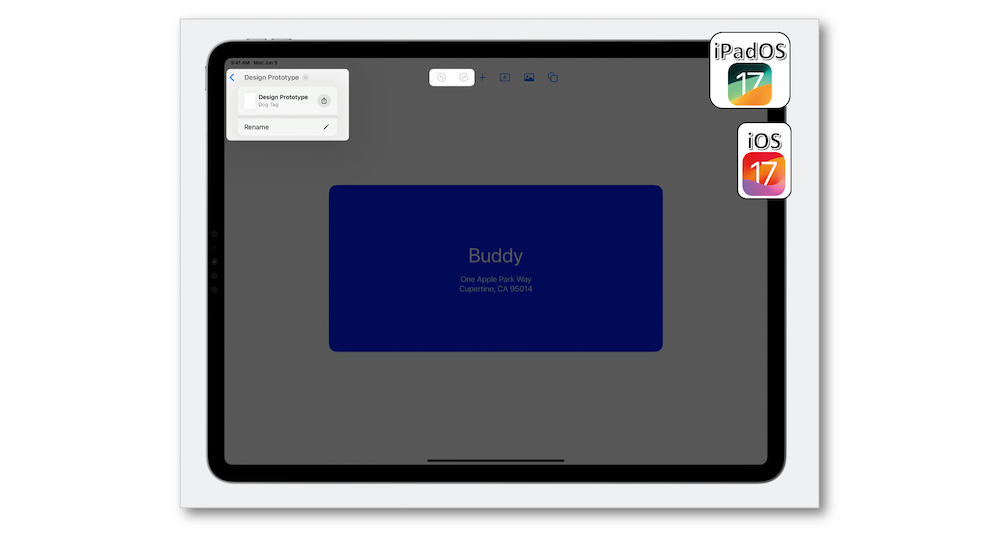 9:41 AM Mon Jun 5
Design Prototype
Design Prototype
Dog Tag
Rename
Buddy
One Apple Park Way
Cupertino, CA 95014
iPadOS
17
iOS
17